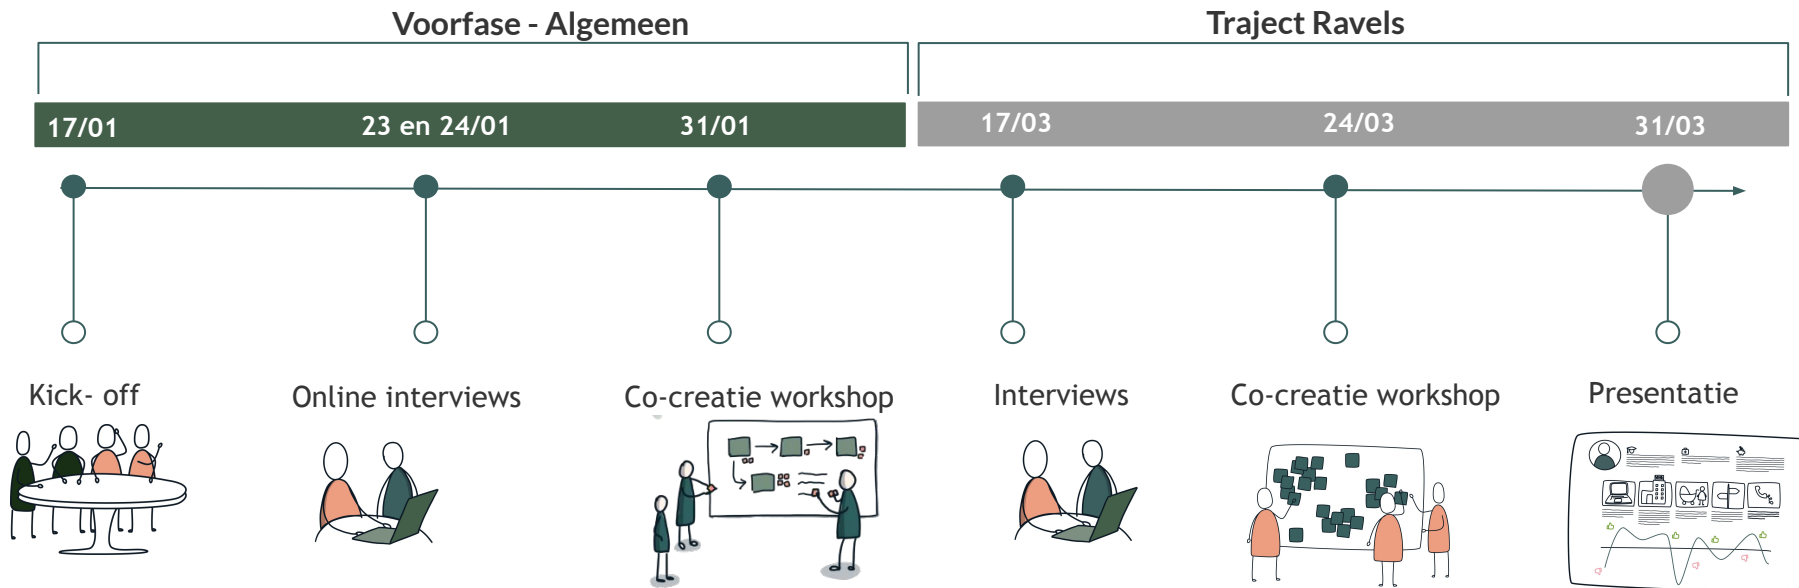 Voorfase - Algemeen
Traject Ravels
17/01
23 en 24/01
31/01
17/03
24/03
31/03
Kick- off
Online interviews
Co-creatie workshop
Interviews
Co-creatie workshop
Presentatie